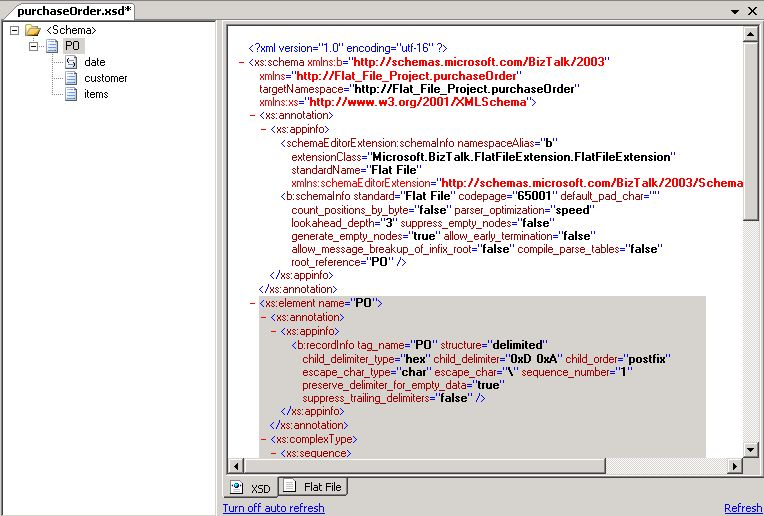 purchaseOrder.xsd*
<Schema>
PO
date
customer
items
<?xml version="1.0" encoding="utf-16" ?>
- <xs:schema xmlns:b="http://schemas.microsoft.com/BizTalk/2003"
xmlns="http://Flat_File_Project.purchaseOrder"
targetNamespace="http://Flat_File_Project.purchaseOrder"
xmlns:xs="http://www.w3.org/2001/XMLSchema">
- <xs:annotation>
- <xs:appinfo>
<schemaEditorExtension:schemaInfo namespaceAlias="b"
extensionClass="Microsoft.BizTalk.FlatFileExtension.FlatFileExtension"
standardName="Flat File"
xmlns:schemaEditorExtension="http://schemas.microsoft.com/BizTalk/2003/Schema
<b:schemaInfo standard="Flat File" codepage="65001" default_pad_char=""
count_positions_by_byte="false" parser_optimization="speed"
lookahead_depth="3" suppress_empty_nodes="false"
generate_empty_nodes="true" allow_early_termination="false"
allow_message_breakup_of_infix_root="false" compile_parse_tables="false"
root_reference="PO" />
</xs:appinfo>
</xs:annotation>
- <xs:element name="PO">
- <xs:annotation>
- <xs:appinfo>
<b:recordInfo tag_name="PO" structure="delimited"
child_delimiter_type="hex" child_delimiter="0xD 0xA" child_order="postfix"
escape_char_type="char" escape_char="\" sequence_number="1"
preserve_delimiter_for_empty_data="true"
suppress_trailing_delimiters="false" />
</xs:appinfo>
</xs:annotation>
- <xs:complexType>
- <xs:sequence>
XSD
Flat File
Turn off auto refresh
Refresh